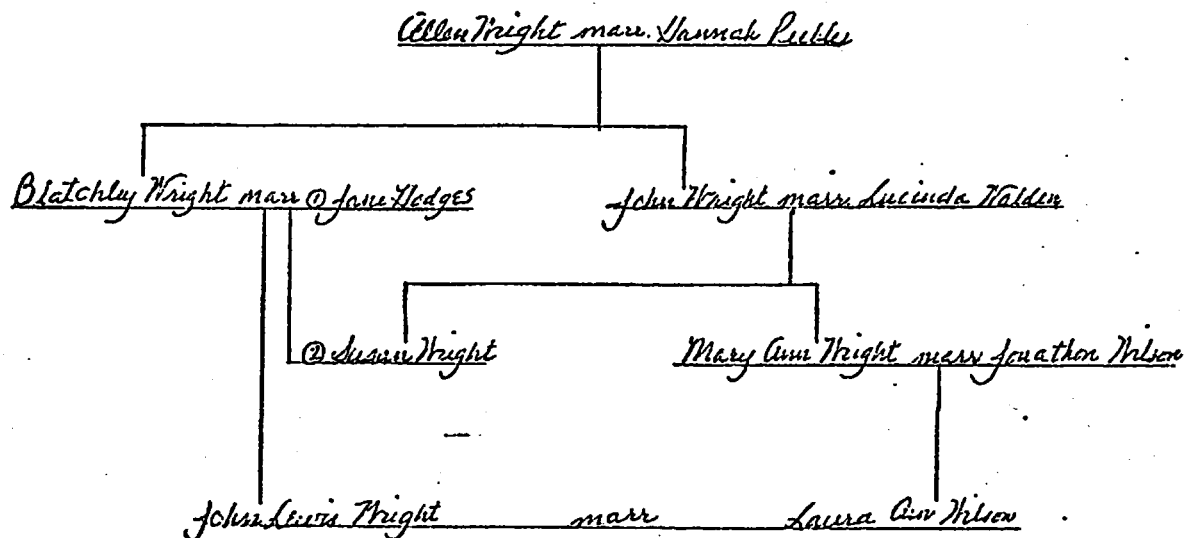 Allen Wright marr. Hannah Peebles
Blatchley Wright marr ① Jane Hedges
John Wright marr. Lucinda Walden
② Susan Wright
Mary Ann Wright marr Jonathon Wilson
John Lewis Wright marr Laura Ann Wilson